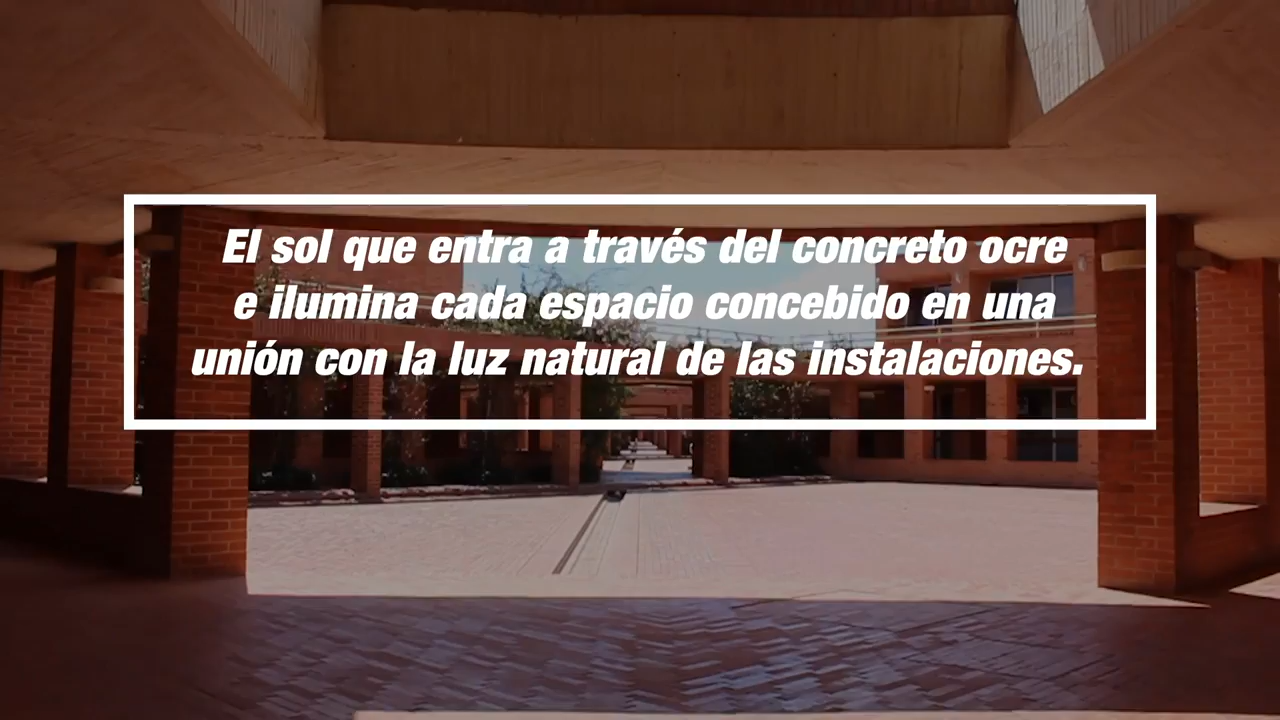 El sol que entra a través del concreto ocre
e ilumina cada espacio concebido en una
unión con la luz natural de las instalaciones.